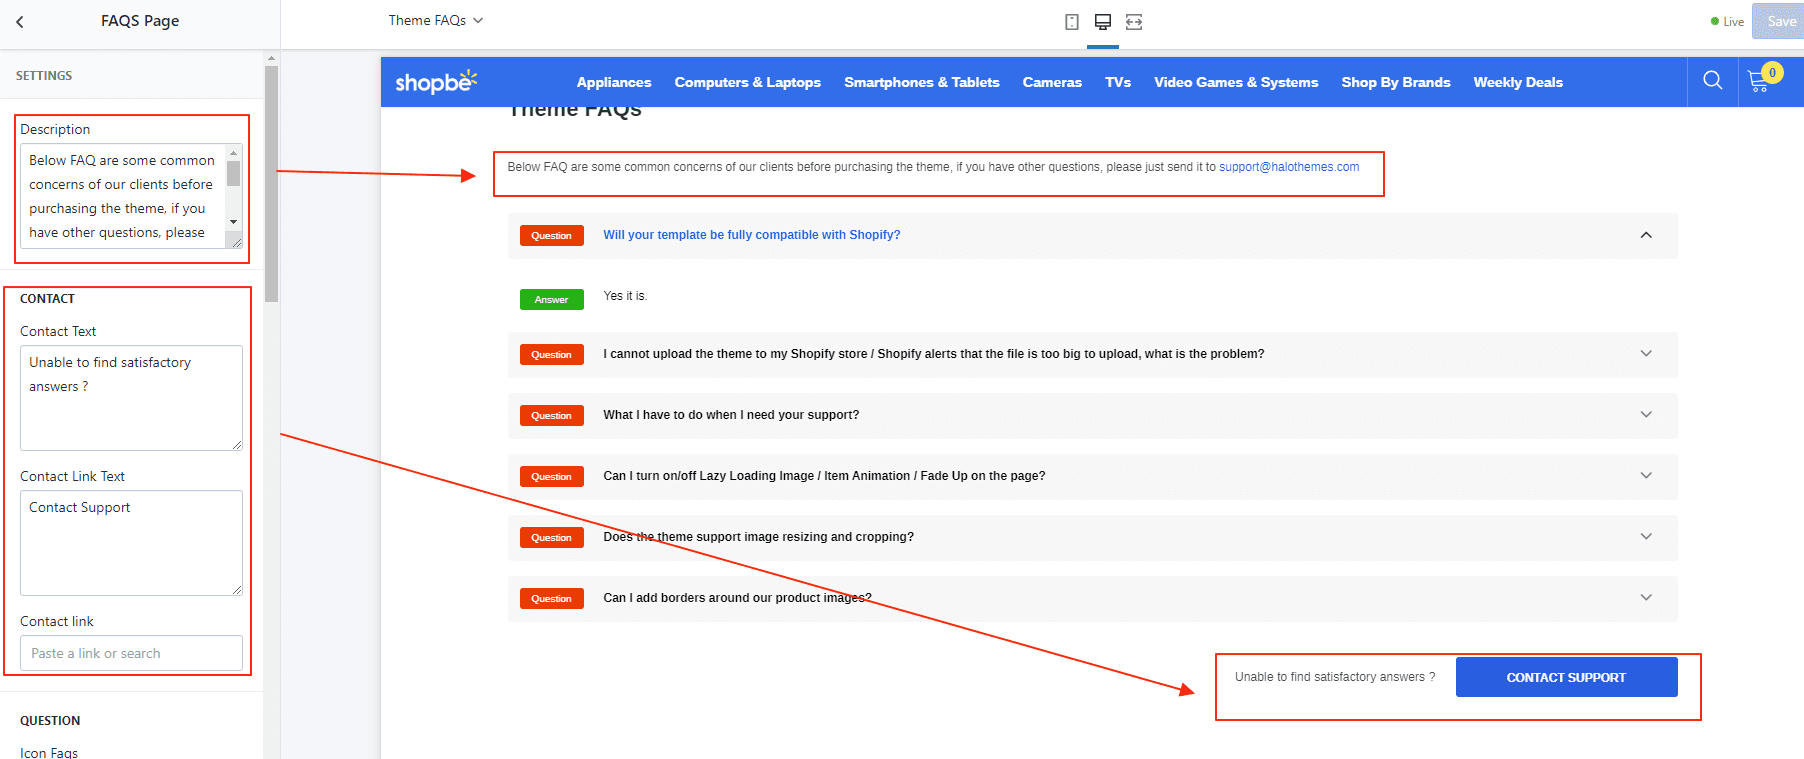 FAQS Page
Theme FAQs
Live
Save
SETTINGS
Description
Below FAQ are some common
concerns of our clients before
purchasing the theme, if you
have other questions, please
CONTACT
Contact Text
Unable to find satisfactory
answers ?
Contact Link Text
Contact Support
Contact link
Paste a link or search
QUESTION
Icon Faqs
shopbe
Appliances
Computers & Laptops
Smartphones & Tablets
Cameras
TVs
Video Games & Systems
Shop By Brands
Weekly Deals
0
Theme FAQs
Below FAQ are some common concerns of our clients before purchasing the theme, if you have other questions, please just send it to support@halothemes.com
Question Will your template be fully compatible with Shopify?
Answer Yes it is.
Question I cannot upload the theme to my Shopify store / Shopify alerts that the file is too big to upload, what is the problem?
Question What I have to do when I need your support?
Question Can I turn on/off Lazy Loading Image / Item Animation / Fade Up on the page?
Question Does the theme support image resizing and cropping?
Question Can I add borders around our product images?
Unable to find satisfactory answers ? CONTACT SUPPORT